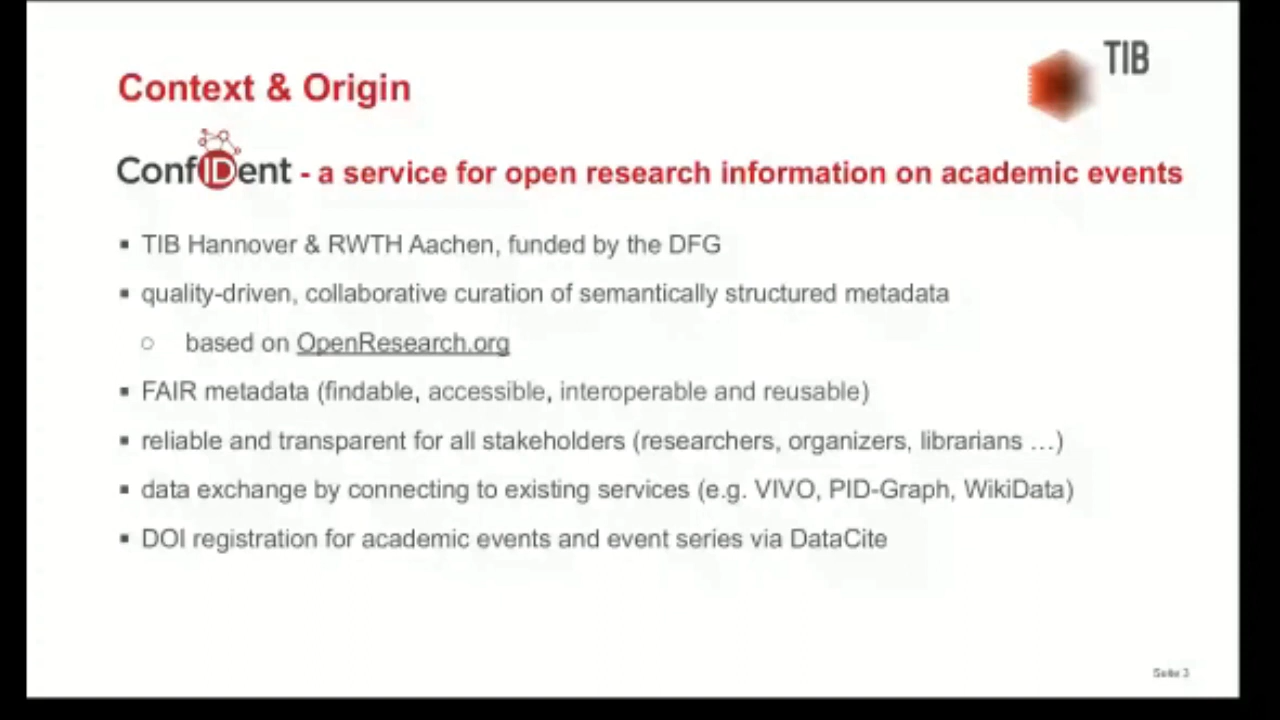 TIB
Context & Origin
ConfIDent - a service for open research information on academic events
▪ TIB Hannover & RWTH Aachen, funded by the DFG
▪ quality-driven, collaborative curation of semantically structured metadata
○ based on OpenResearch.org
▪ FAIR metadata (findable, accessible, interoperable and reusable)
▪ reliable and transparent for all stakeholders (researchers, organizers, librarians …)
▪ data exchange by connecting to existing services (e.g. VIVO, PID-Graph, WikiData)
▪ DOI registration for academic events and event series via DataCite
Seite 3